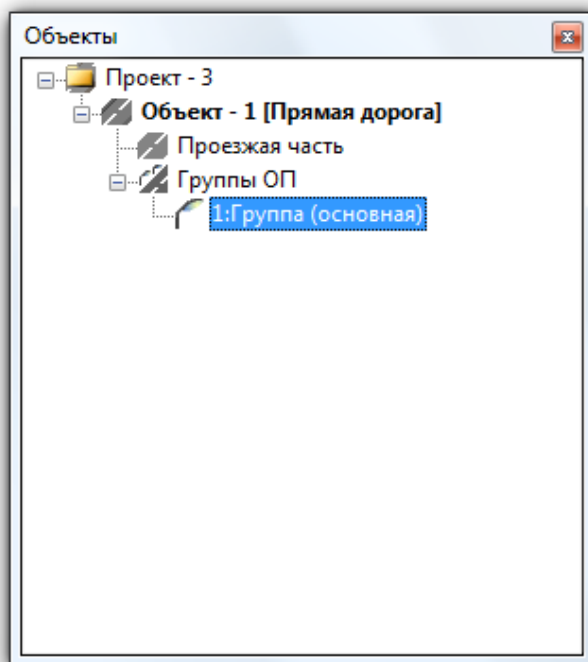 Объекты
Проект - 3
Объект - 1 [Прямая дорога]
Проезжая часть
Группы ОП
1:Группа (основная)